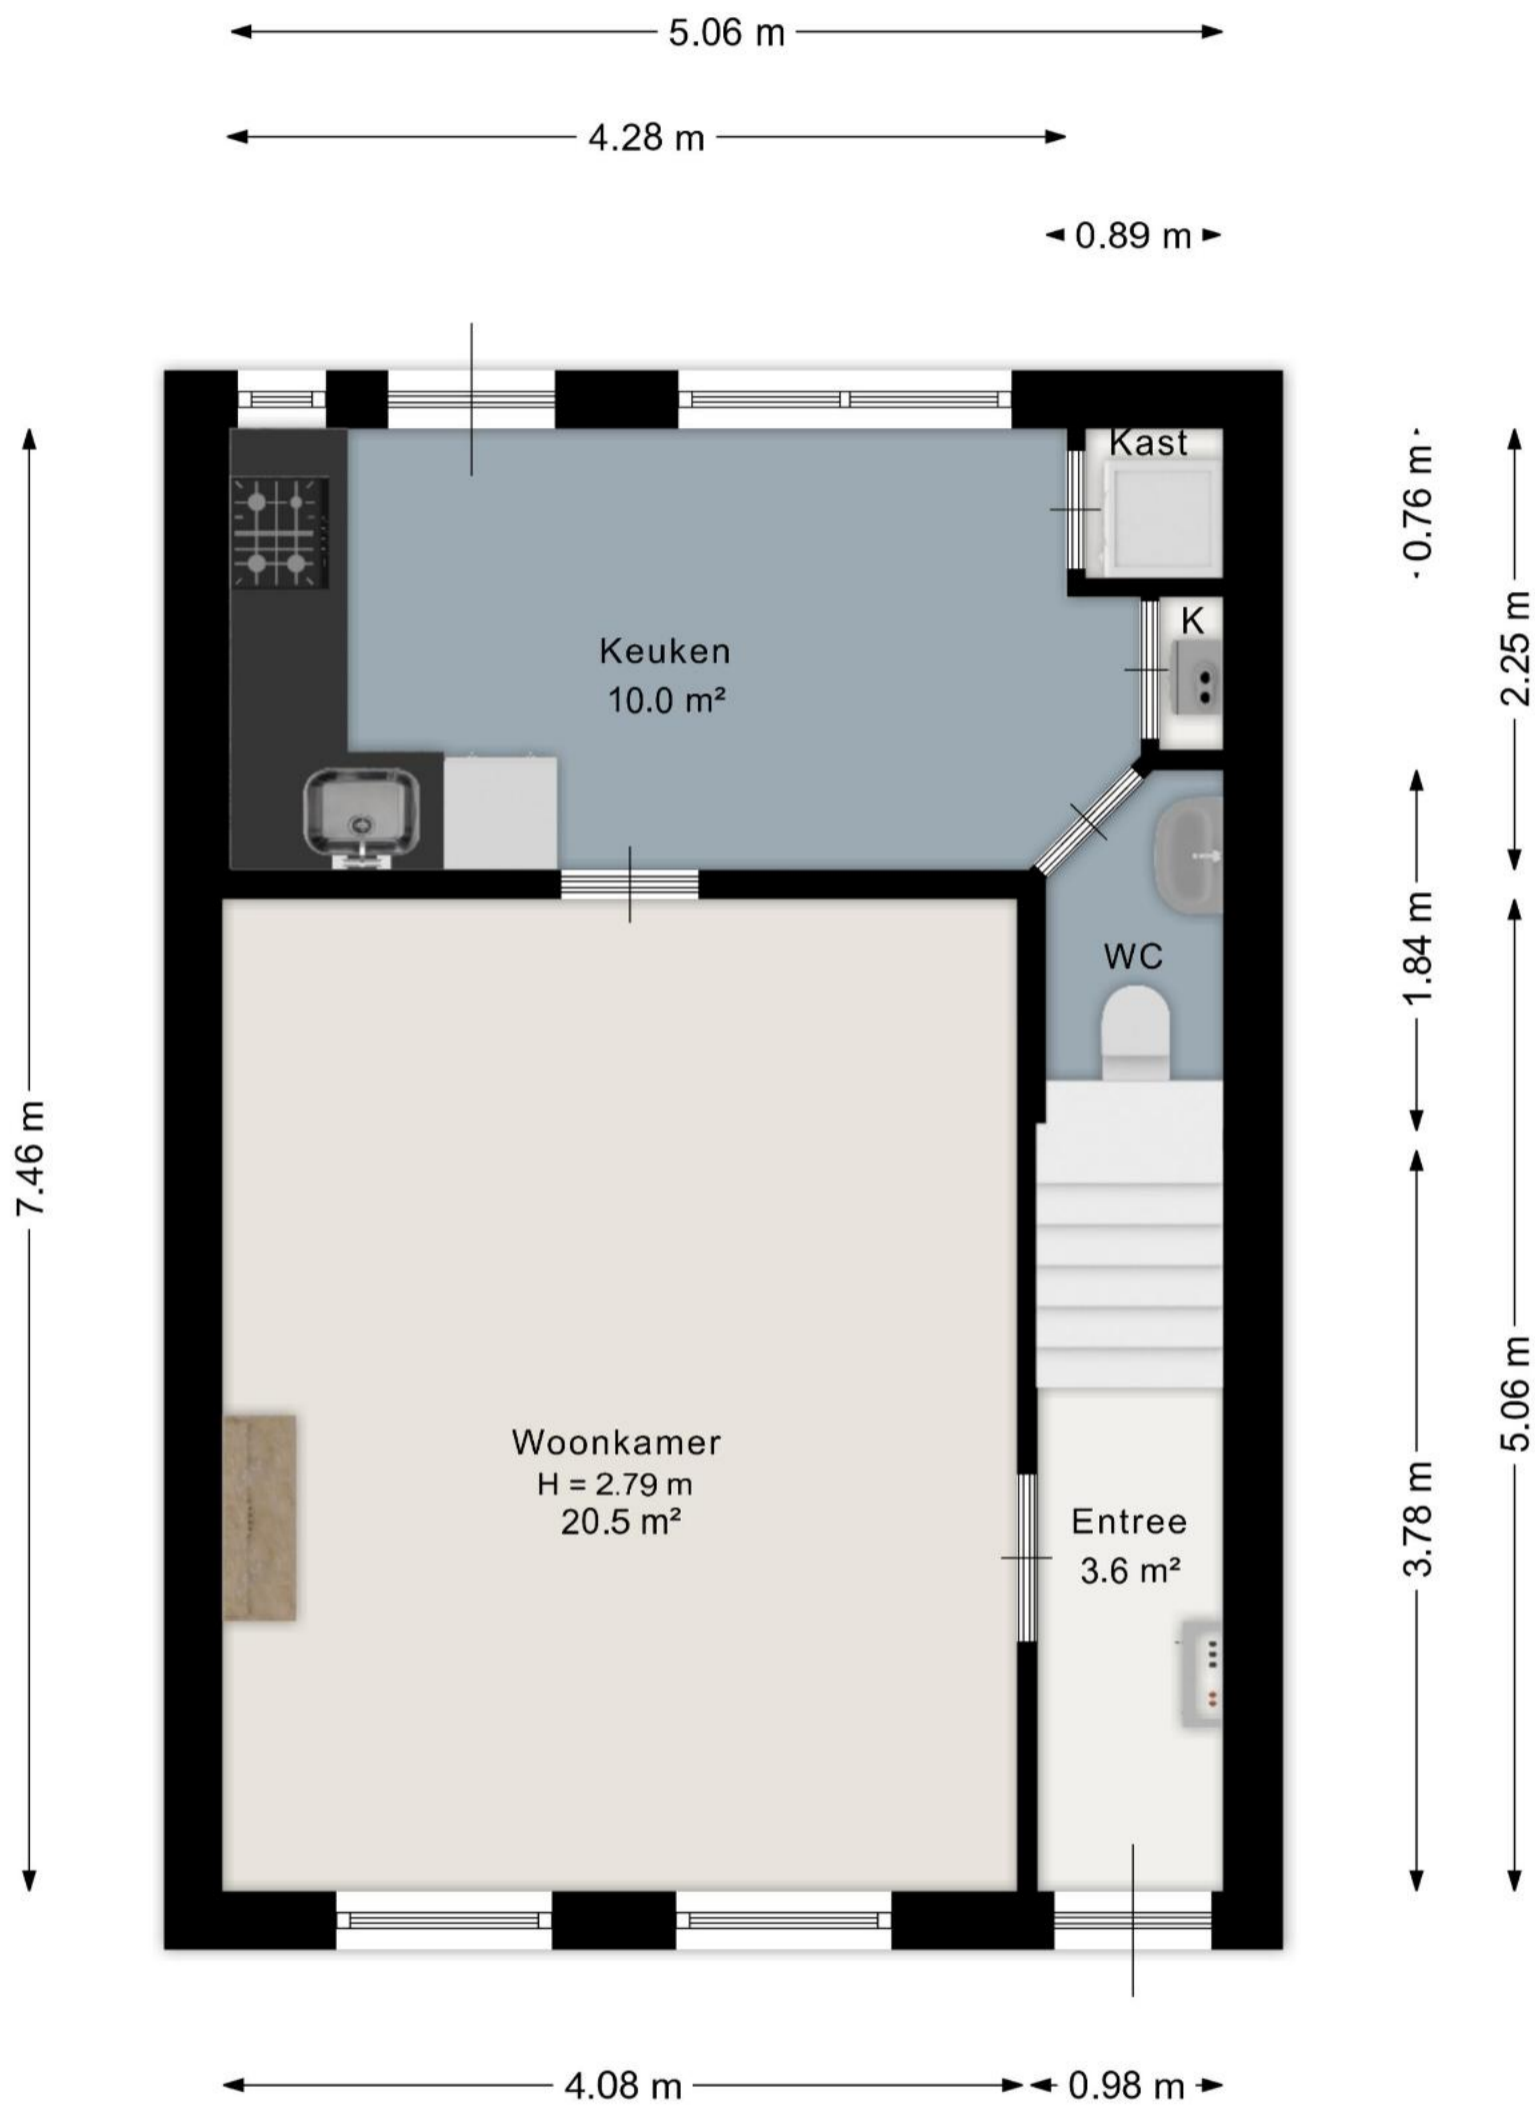 5.06 m
4.28 m
0.89 m
Kast
0.76 m
K
2.25 m
Keuken
10.0 m²
WC
1.84 m
7.46 m
5.06 m
Woonkamer
H = 2.79 m
20.5 m²
Entree
3.6 m²
3.78 m
4.08 m
0.98 m